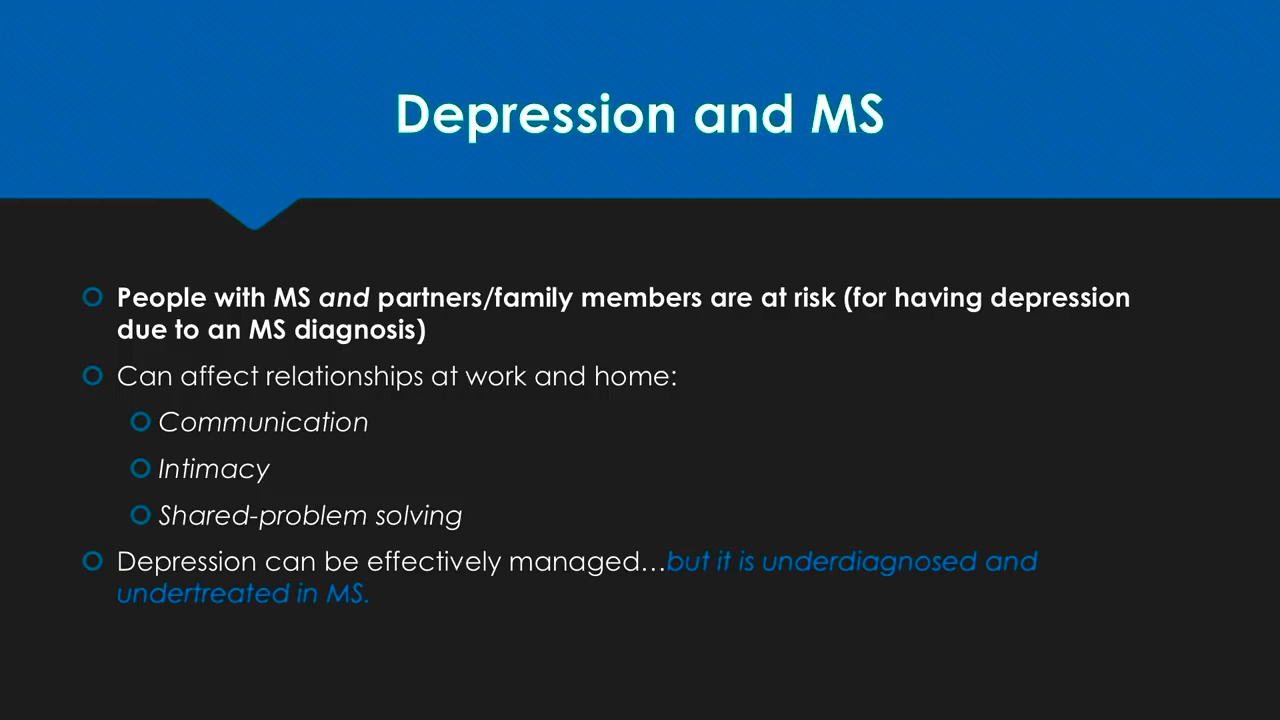 Depression and MS
People with MS and partners/family members are at risk (for having depression
due to an MS diagnosis)
Can affect relationships at work and home:
Communication
Intimacy
Shared-problem solving
Depression can be effectively managed…but it is underdiagnosed and
undertreated in MS.